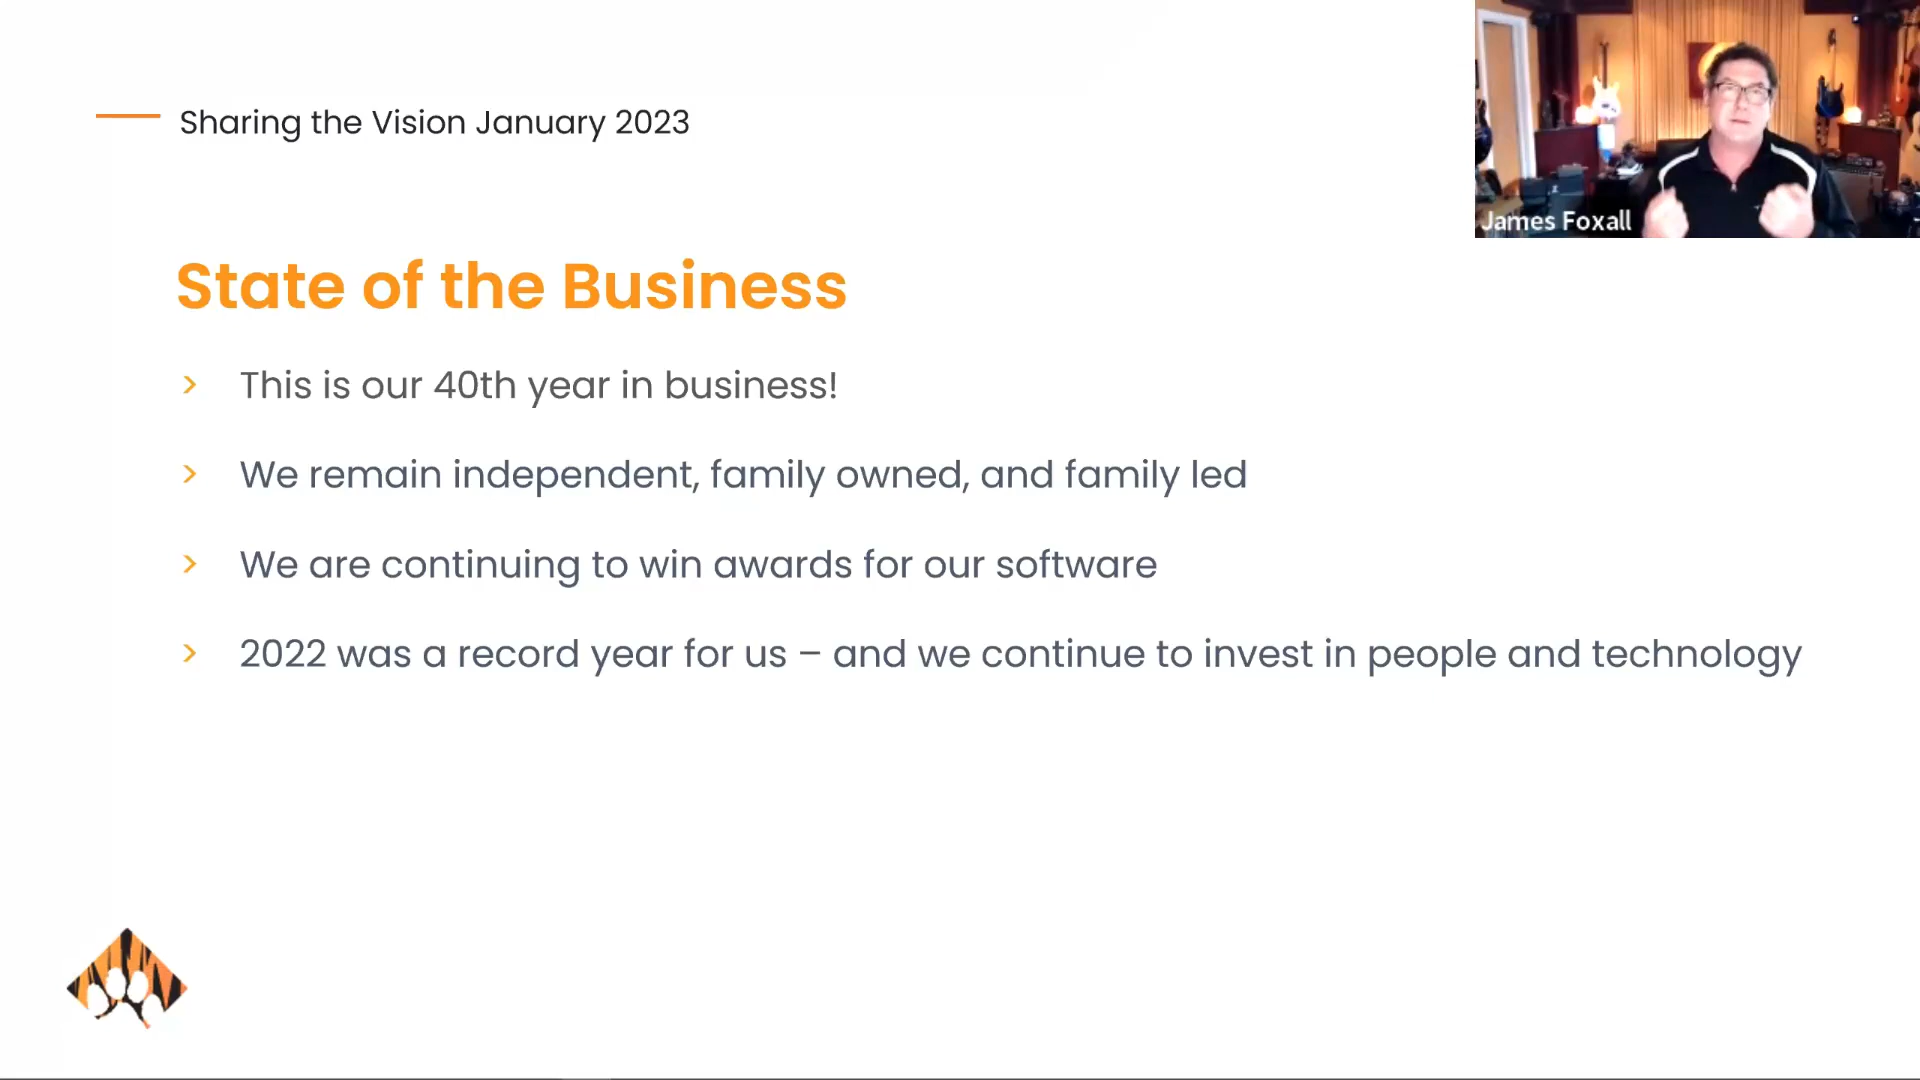 Sharing the Vision January 2023
James Foxall
State of the Business
> This is our 40th year in business!
> We remain independent, family owned, and family led
> We are continuing to win awards for our software
> 2022 was a record year for us – and we continue to invest in people and technology